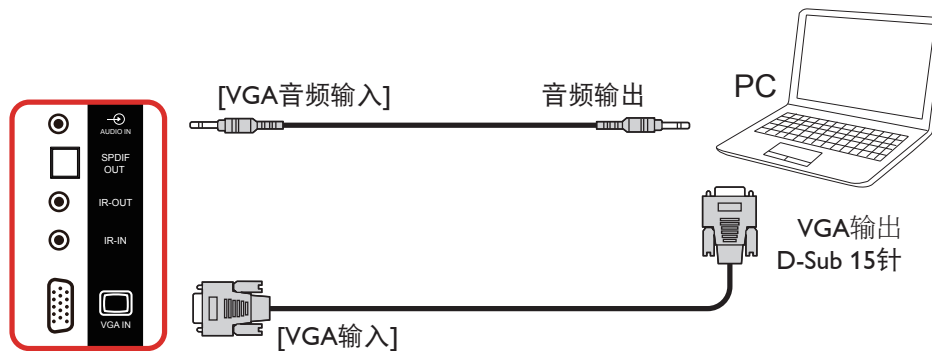 [VGA音频输入]
音频输出
PC
AUDIO IN
SPDIF
OUT
IR-OUT
IR-IN
VGA IN
VGA输出
D-Sub 15针
[VGA输入]